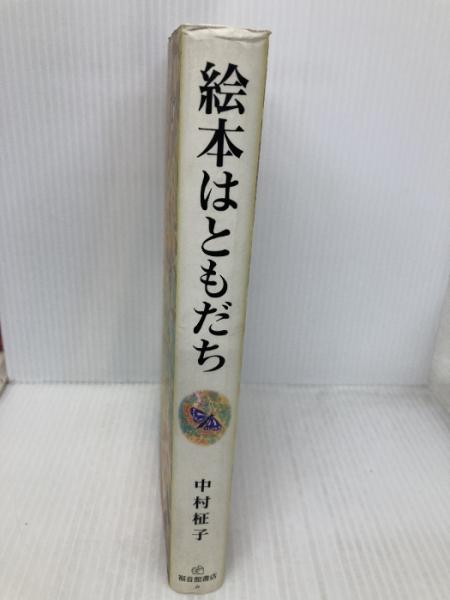 絵本はともだち
中村柾子
福音館書店